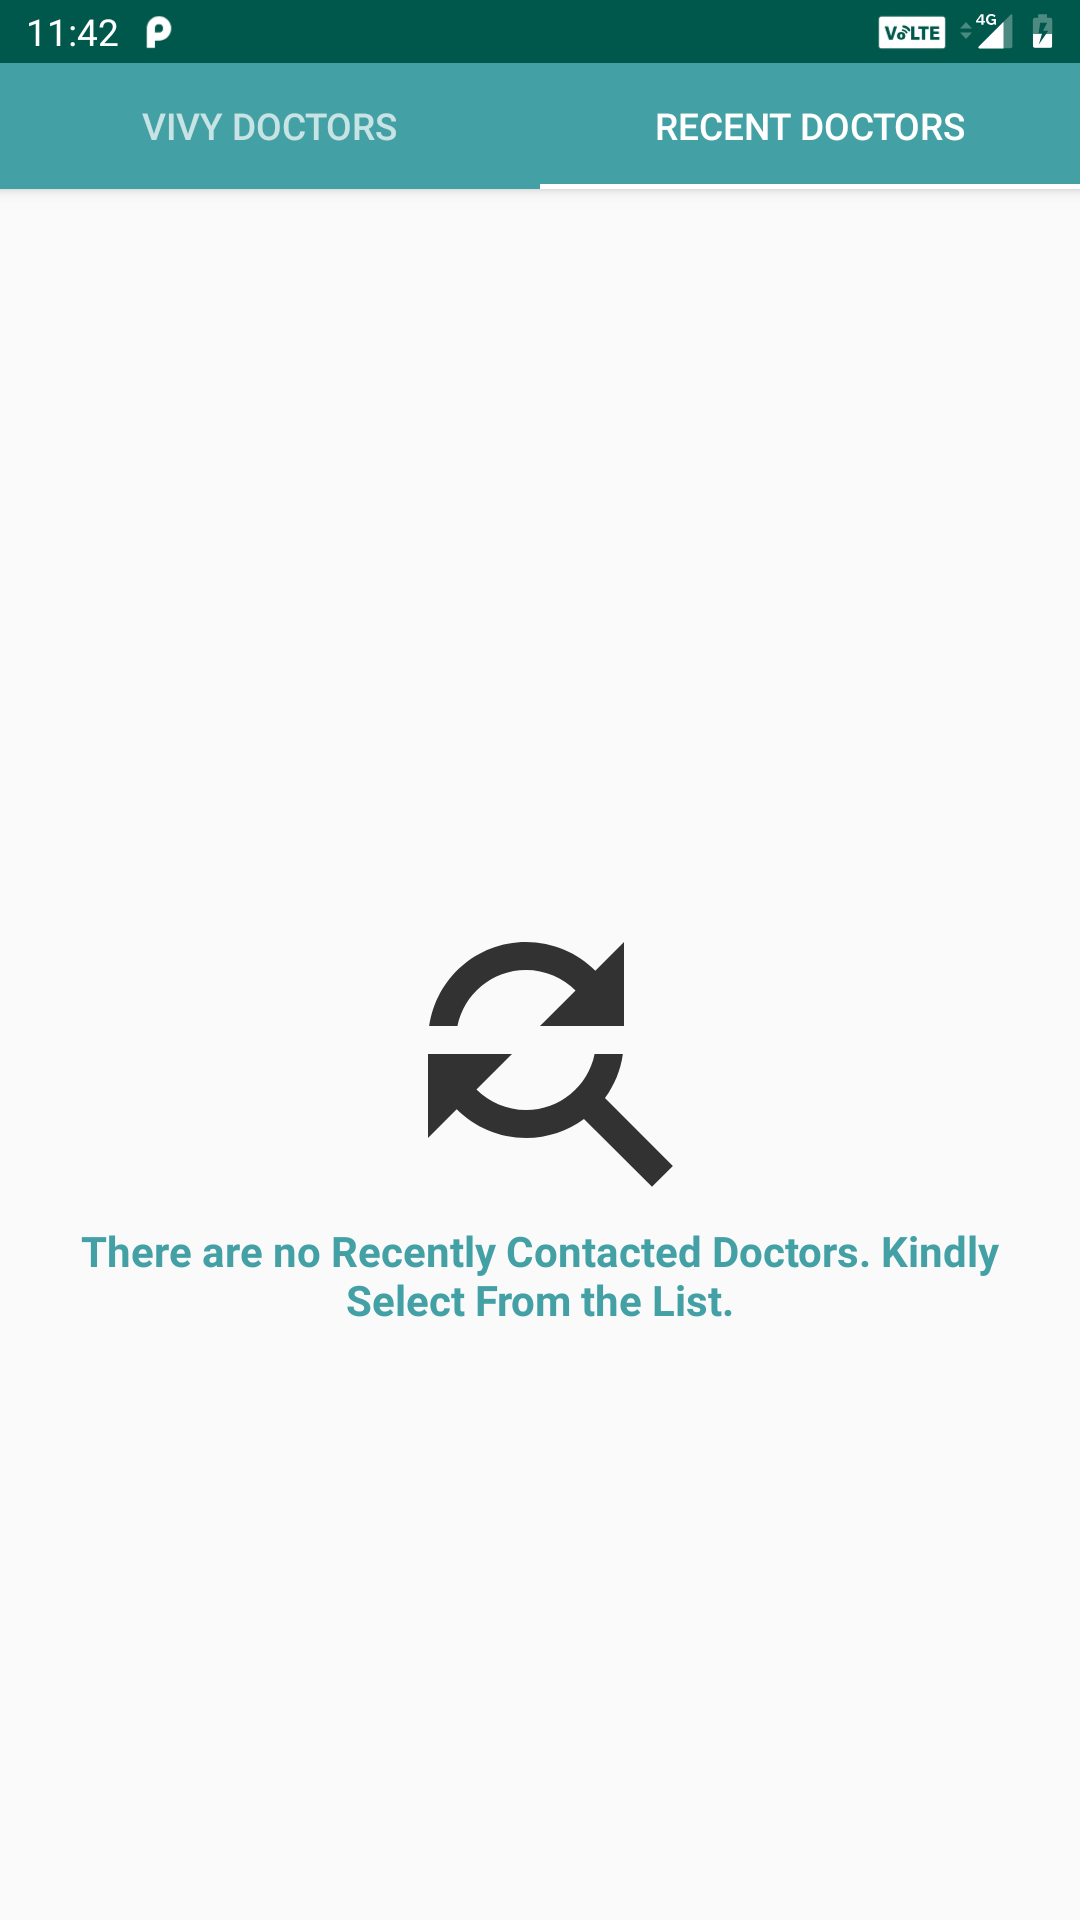 11:42
VoLTE
4G
VIVY DOCTORS
RECENT DOCTORS
There are no Recently Contacted Doctors. Kindly
Select From the List.